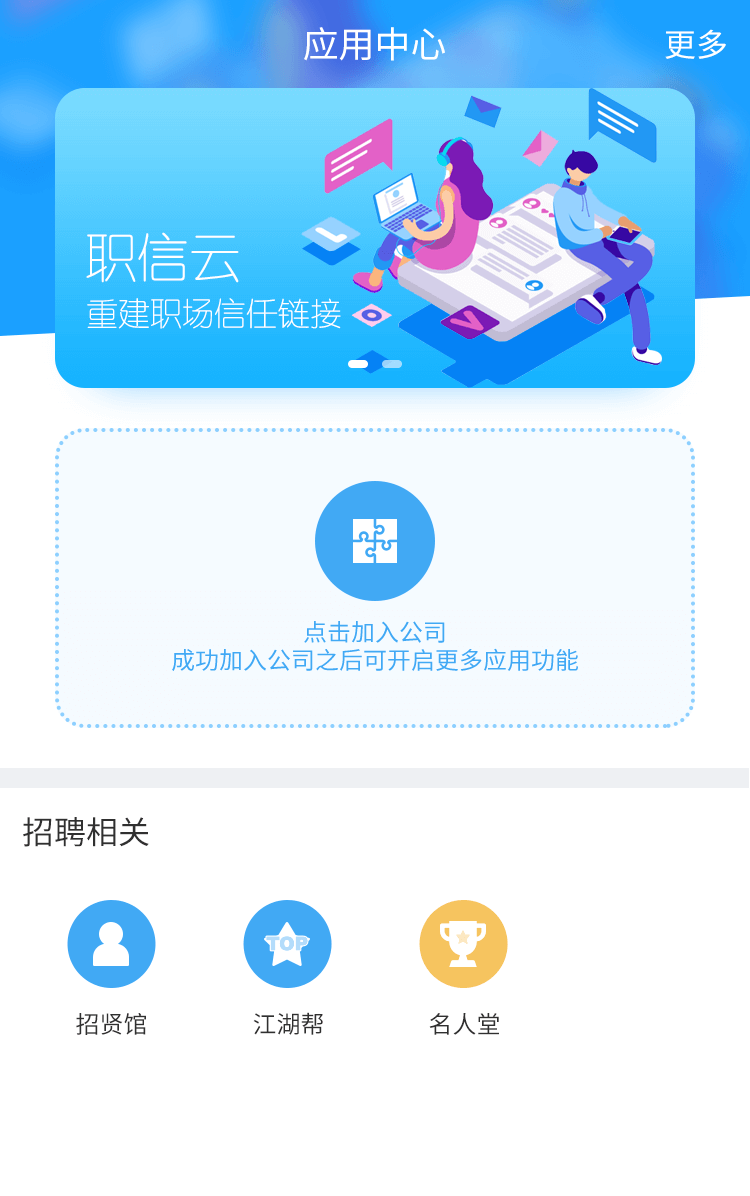 应用中心
更多
职信云
重建职场信任链接
点击加入公司
成功加入公司之后可开启更多应用功能
招聘相关
TOP
招贤馆
江湖帮
名人堂